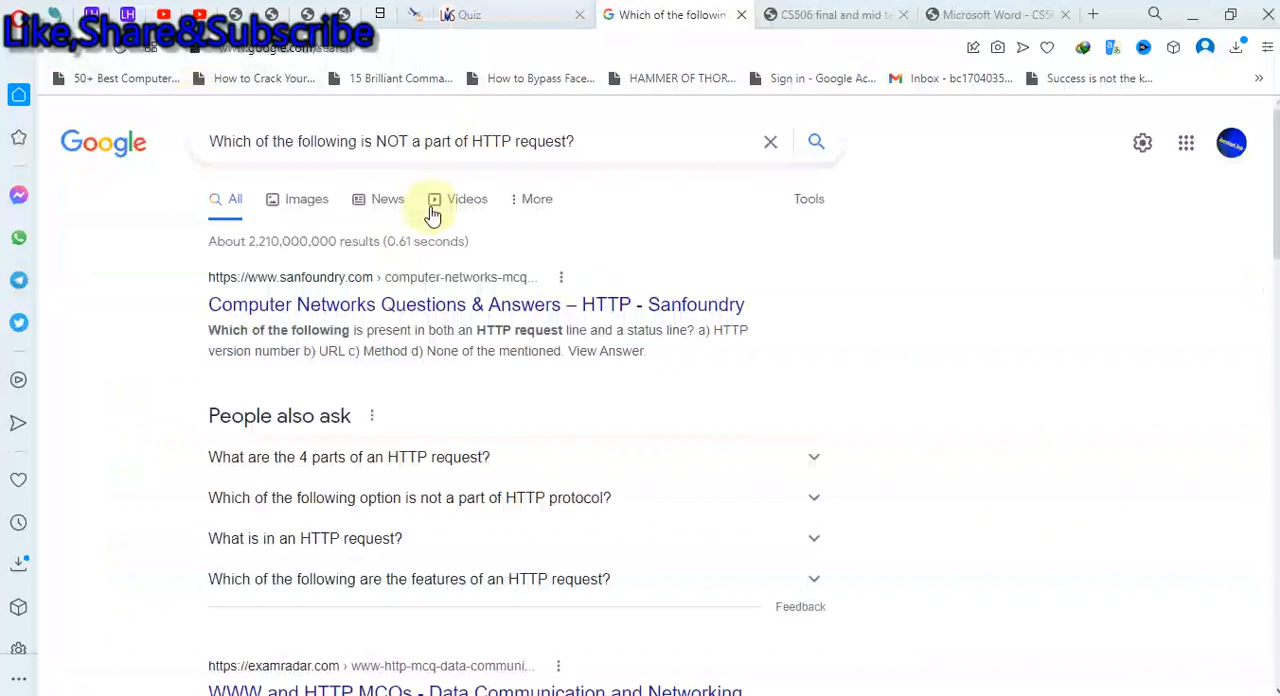 Quiz
Which of the followin
CS506 final and mid t
Microsoft Word - CS5
Like,Share&Subscribe
www.google.com/search
50+ Best Computer...
How to Crack Your...
15 Brilliant Comma...
How to Bypass Face...
HAMMER OF THOR...
Sign in - Google Ac...
Inbox - bc1704035...
Success is not the k...
Google
Which of the following is NOT a part of HTTP request?
All
Images
News
Videos
More
Tools
About 2,210,000,000 results (0.61 seconds)
https://www.sanfoundry.com › computer-networks-mcq...
Computer Networks Questions & Answers – HTTP - Sanfoundry
Which of the following is present in both an HTTP request line and a status line? a) HTTP
version number b) URL c) Method d) None of the mentioned. View Answer.
People also ask
What are the 4 parts of an HTTP request?
Which of the following option is not a part of HTTP protocol?
What is in an HTTP request?
Which of the following are the features of an HTTP request?
Feedback
https://examradar.com › www-http-mcq-data-communi...
WWW and HTTP MCQs - Data Communication and Networking